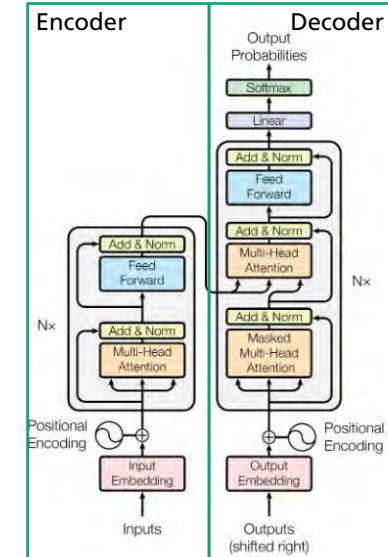 Encoder
Decoder
Output
Probabilities
Softmax
Linear
Add & Norm
Feed
Forward
Add & Norm
Multi-Head
Attention
Nx
Add & Norm
Masked
Multi-Head
Attention
Positional
Encoding
Output
Embedding
Outputs
(shifted right)
Add & Norm
Feed
Forward
Nx
Add & Norm
Multi-Head
Attention
Positional
Encoding
Input
Embedding
Inputs